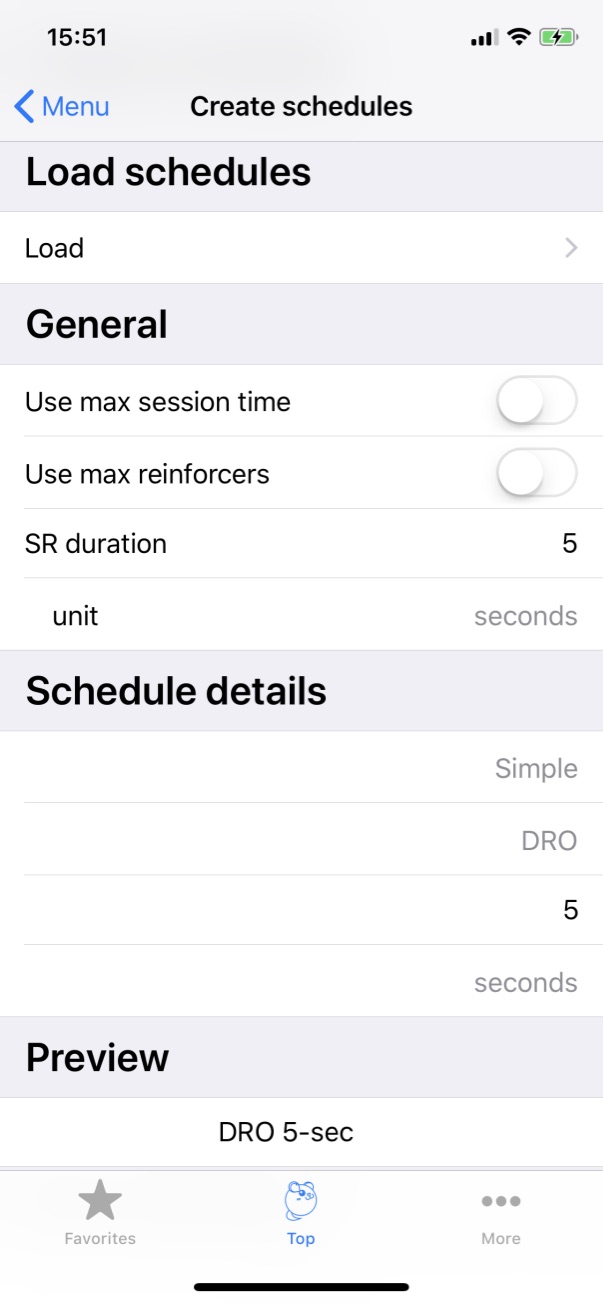 15:51
Menu
Create schedules
Load schedules
Load
General
Use max session time
Use max reinforcers
SR duration
5
unit
seconds
Schedule details
Simple
DRO
5
seconds
Preview
DRO 5-sec
Favorites
Top
More